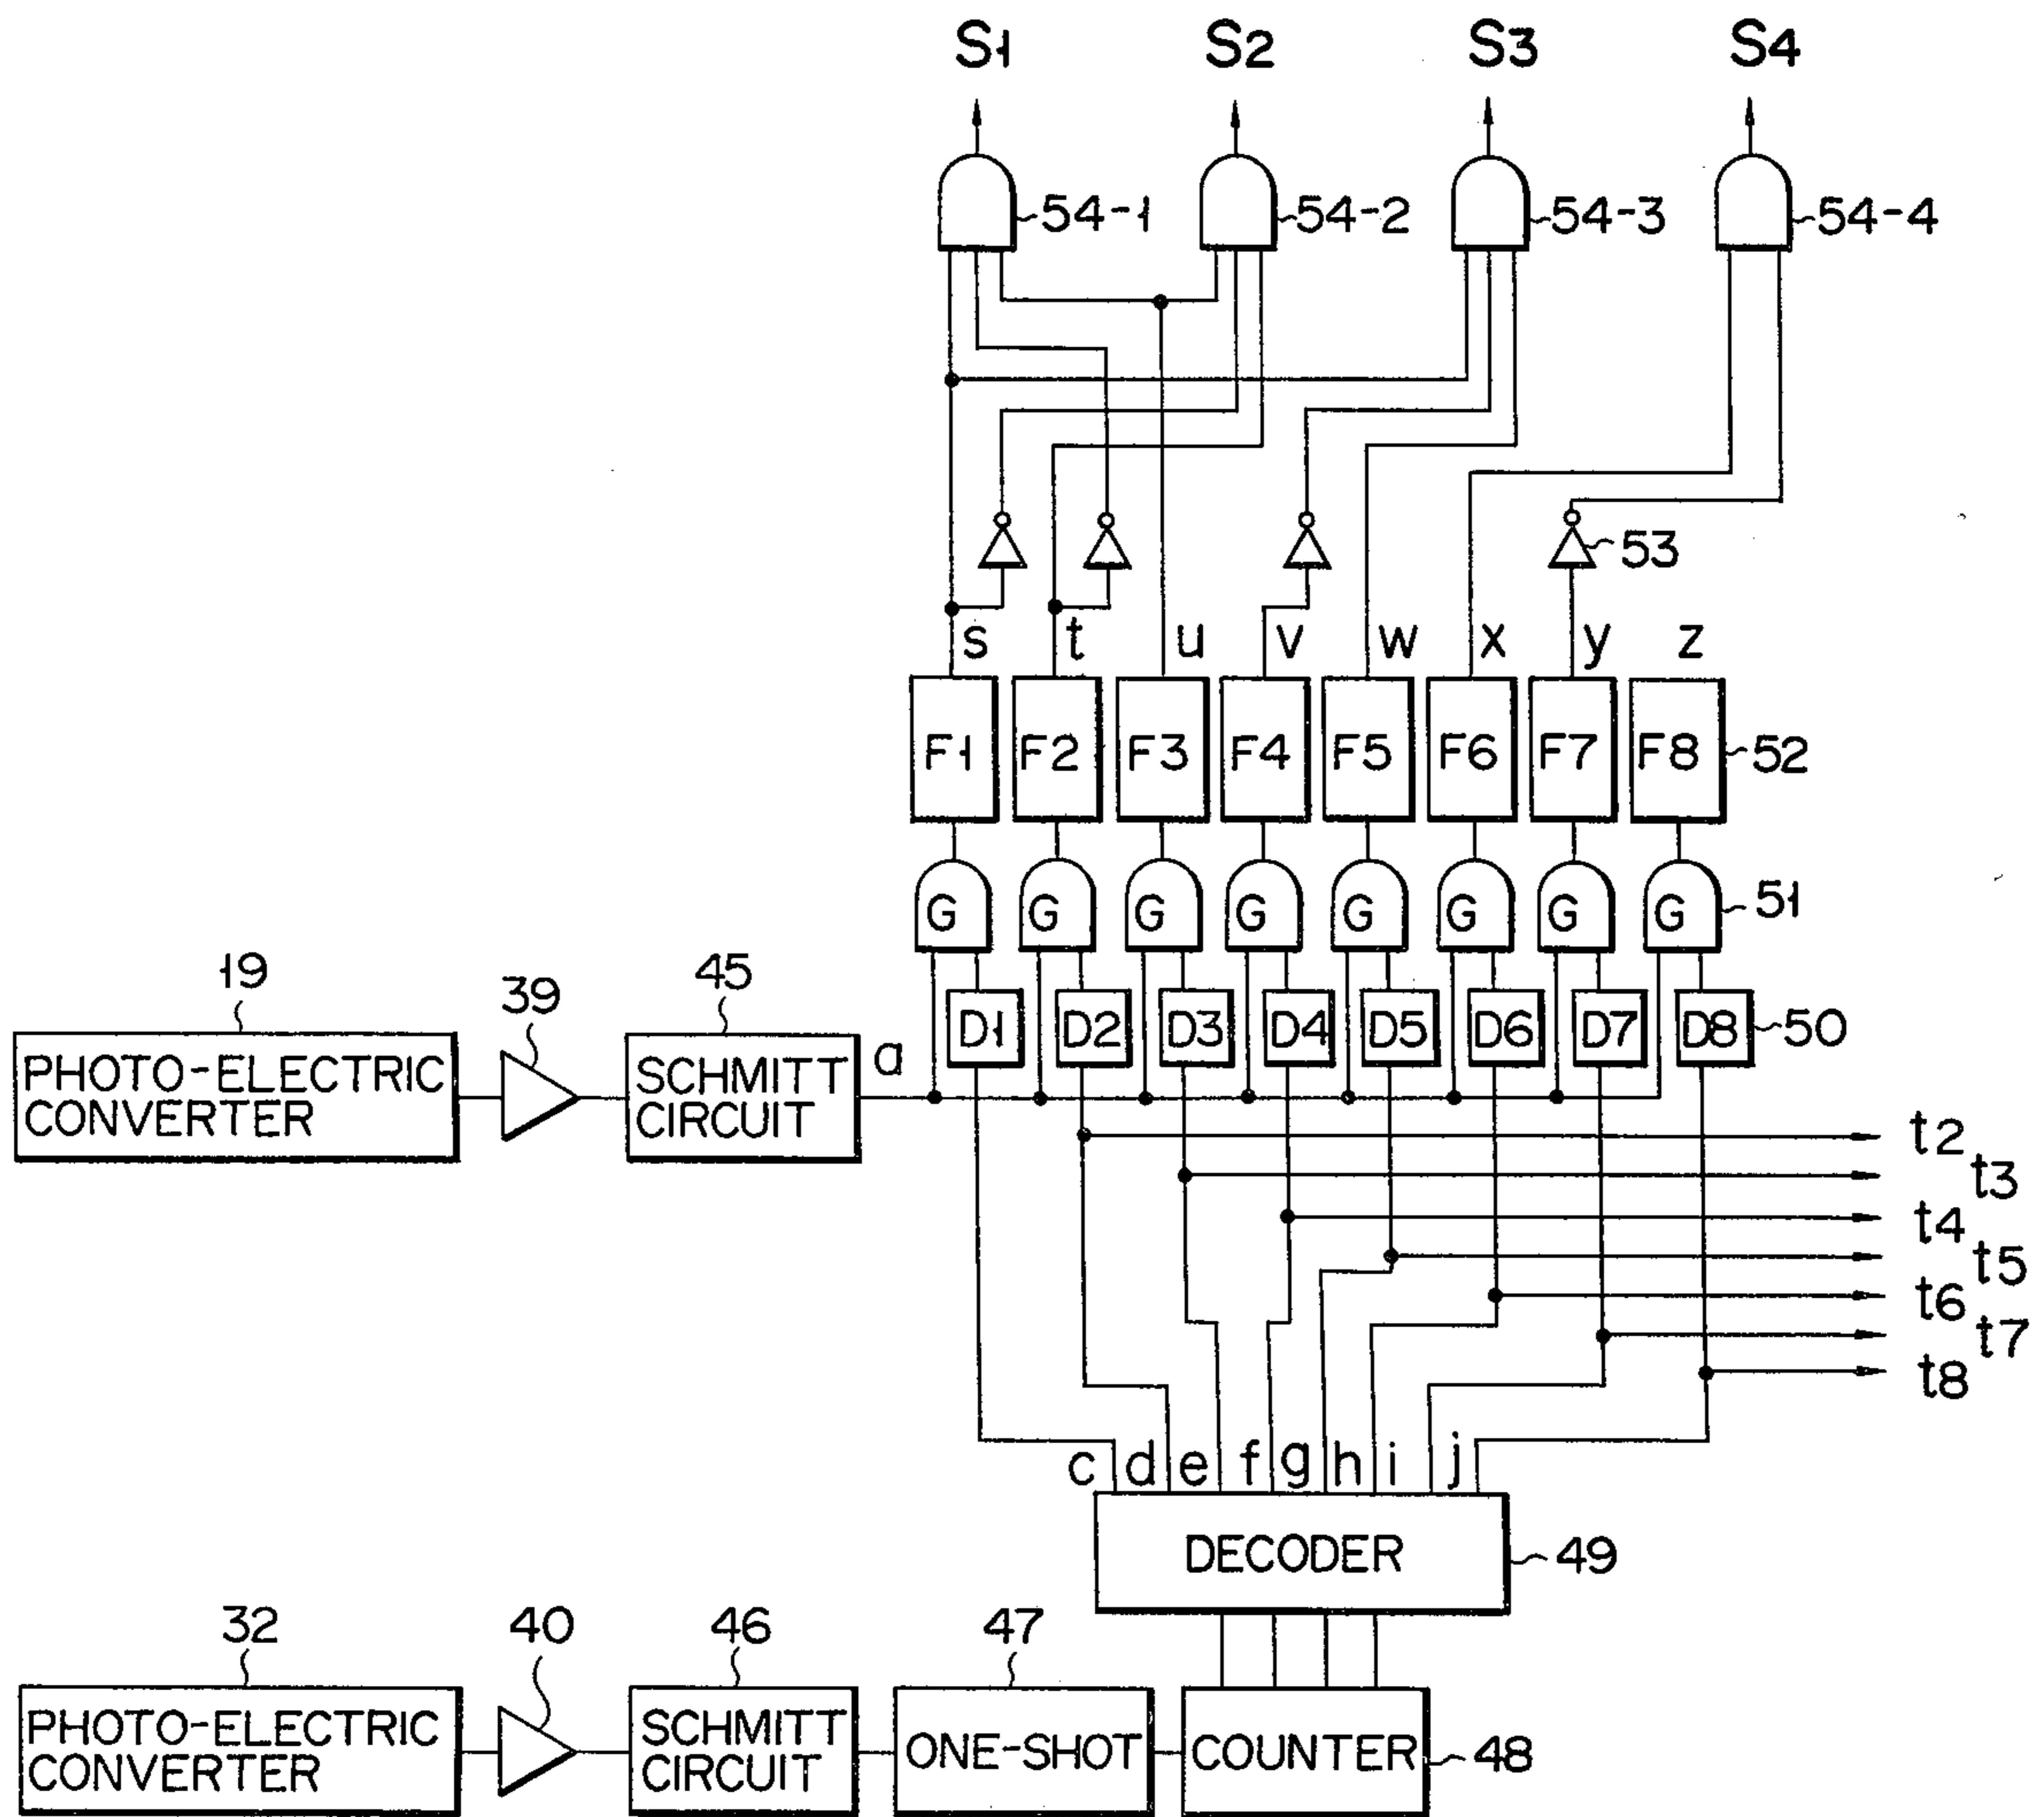 S1 S2 S3 S4
54-1 54-2 54-3 54-4
53
s t u v w x y z
F1 F2 F3 F4 F5 F6 F7 F8 52
G G G G G G G G 51
19 39 45
D1 D2 D3 D4 D5 D6 D7 D8 50
PHOTO-ELECTRIC
CONVERTER
SCHMITT
CIRCUIT
a
t2
t3
t4
t5
t6
t7
t8
c d e f g h i j
DECODER 49
32 40 46 47
PHOTO-ELECTRIC
CONVERTER
SCHMITT
CIRCUIT
ONE-SHOT
COUNTER 48